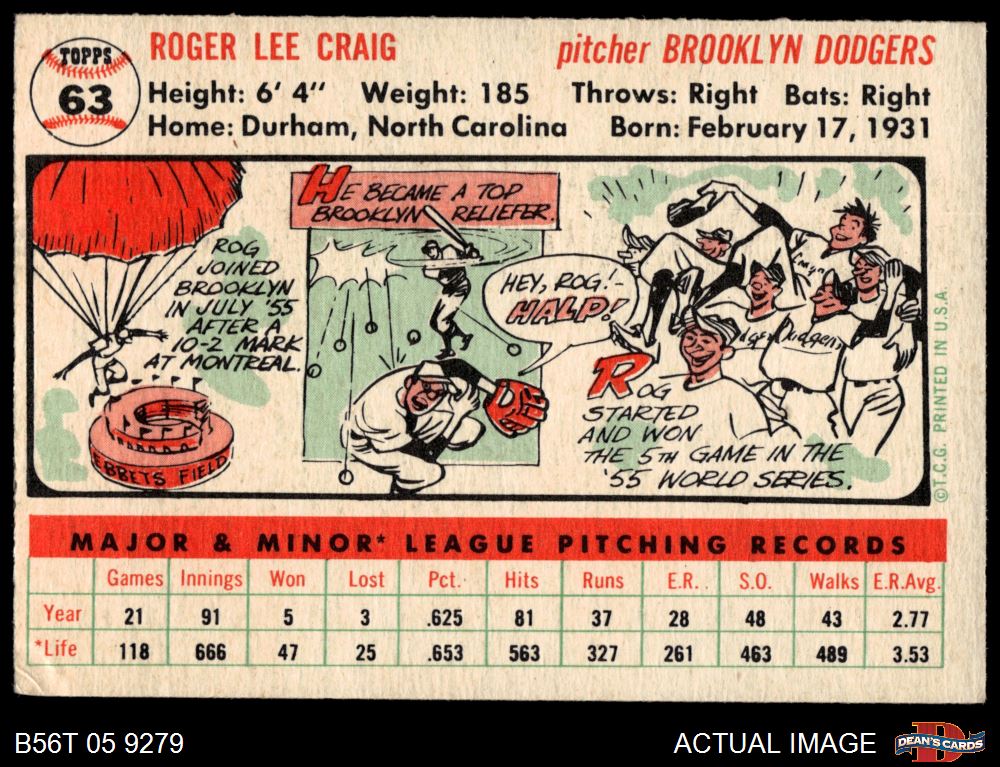 TOPPS
63
ROGER LEE CRAIG
pitcher BROOKLYN DODGERS
Height: 6' 4" Weight: 185 Throws: Right Bats: Right
Home: Durham, North Carolina Born: February 17, 1931
ROG
JOINED
BROOKLYN
IN JULY '55
AFTER A
10-2 MARK
AT MONTREAL.
EBBETS FIELD
HE BECAME A TOP
BROOKLYN RELIEFER.
HEY, ROG!-
HALP!
Dodgers
ROG
STARTED
AND WON
THE 5TH GAME IN THE
'55 WORLD SERIES.
©T.C.G. PRINTED IN U.S.A.
MAJOR & MINOR* LEAGUE PITCHING RECORDS
Games Innings Won Lost Pct. Hits Runs E.R. S.O. Walks E.R.Avg.
Year 21 91 5 3 .625 81 37 28 48 43 2.77
*Life 118 666 47 25 .653 563 327 261 463 489 3.53
B56T 05 9279
ACTUAL IMAGE
D
DEAN'S CARDS